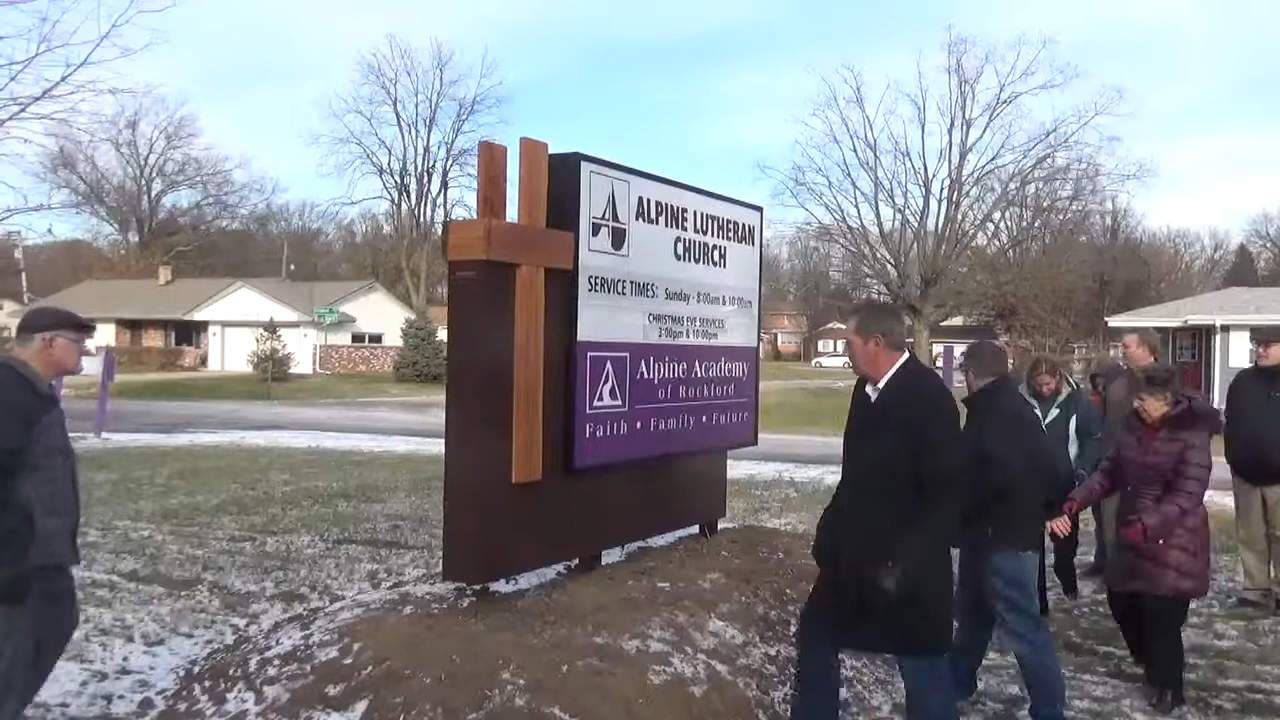 ALPINE LUTHERAN
CHURCH
SERVICE TIMES: Sunday - 8:00am & 10:00am
CHRISTMAS EVE SERVICES
3:00pm & 10:00pm
Alpine Academy
of Rockford
Faith • Family • Future